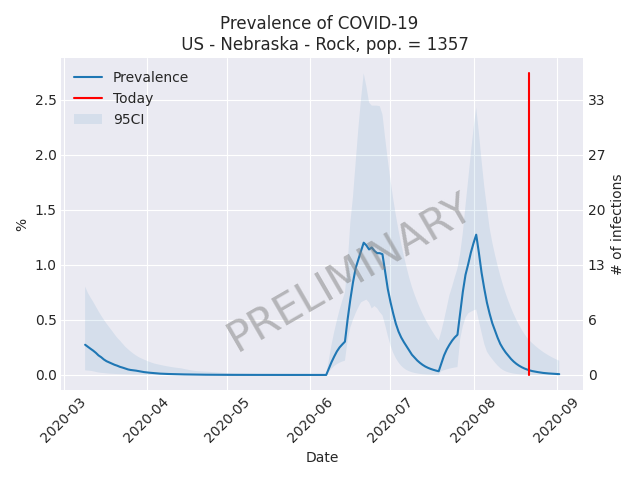 Prevalence of COVID-19
US - Nebraska - Rock, pop. = 1357
Prevalence
Today
95CI
2.5
2.0
1.5
1.0
0.5
0.0
%
33
27
20
13
6
0
# of infections
PRELIMINARY
2020-03
2020-04
2020-05
2020-06
2020-07
2020-08
2020-09
Date